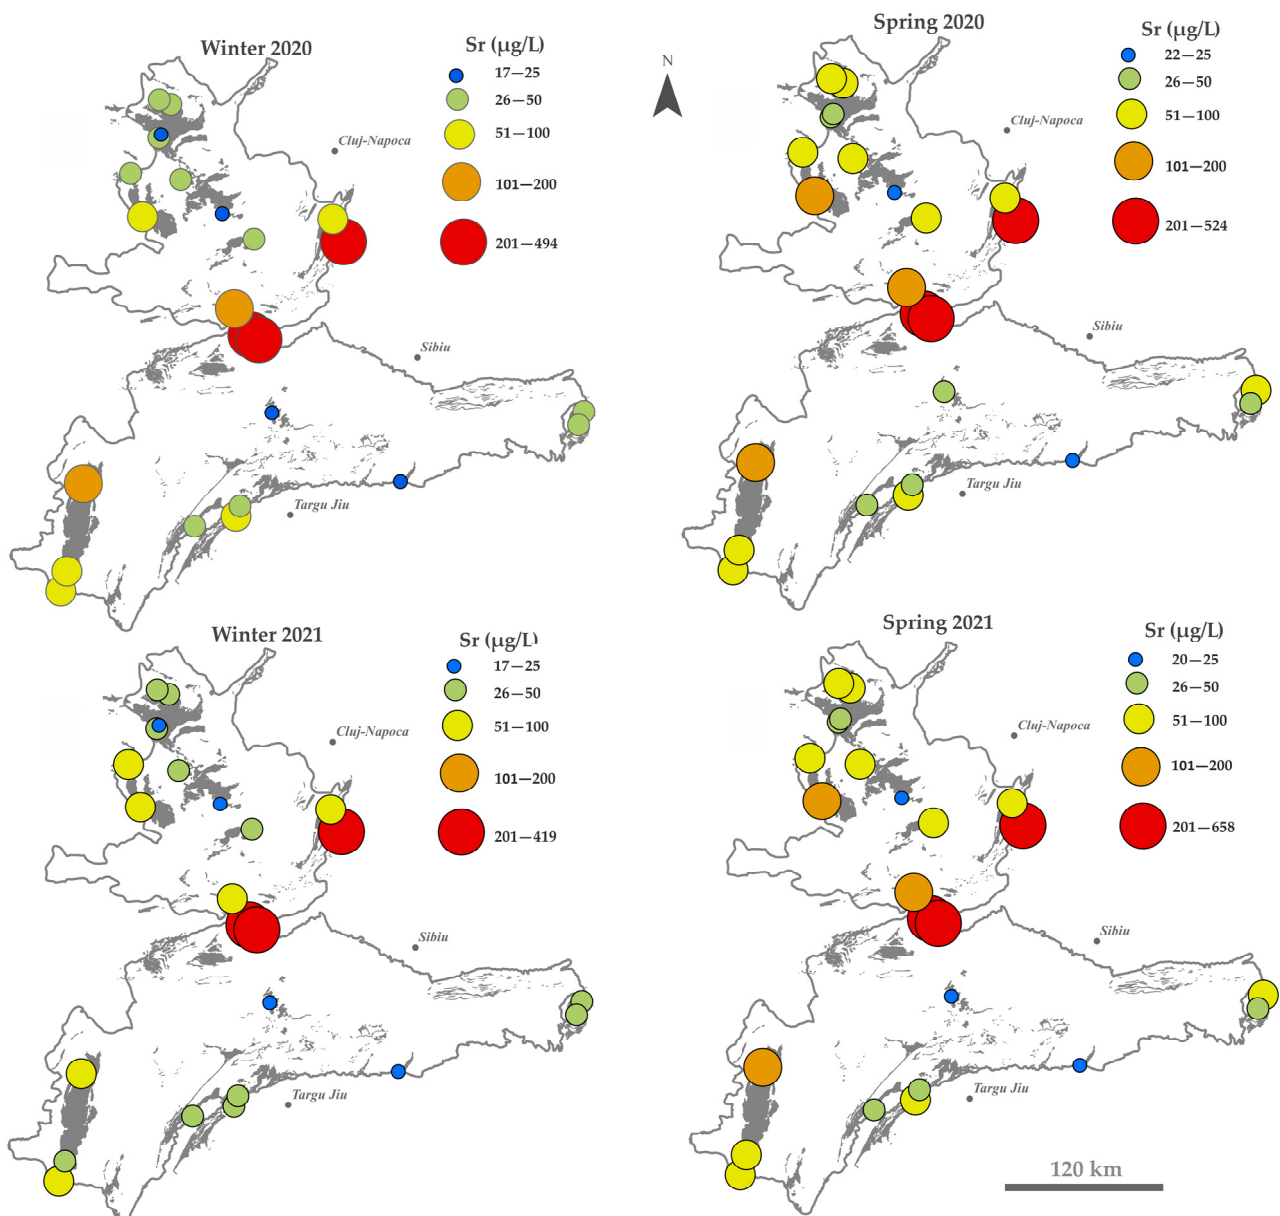 Winter 2020
Sr (µg/L)
17—25
26—50
51—100
101—200
201—494
Cluj-Napoca
Sibiu
Targu Jiu
Spring 2020
Sr (µg/L)
22—25
26—50
51—100
101—200
201—524
N
Cluj-Napoca
Sibiu
Targu Jiu
Winter 2021
Sr (µg/L)
17—25
26—50
51—100
101—200
201—419
Cluj-Napoca
Sibiu
Targu Jiu
Spring 2021
Sr (µg/L)
20—25
26—50
51—100
101—200
201—658
Cluj-Napoca
Sibiu
Targu Jiu
120 km